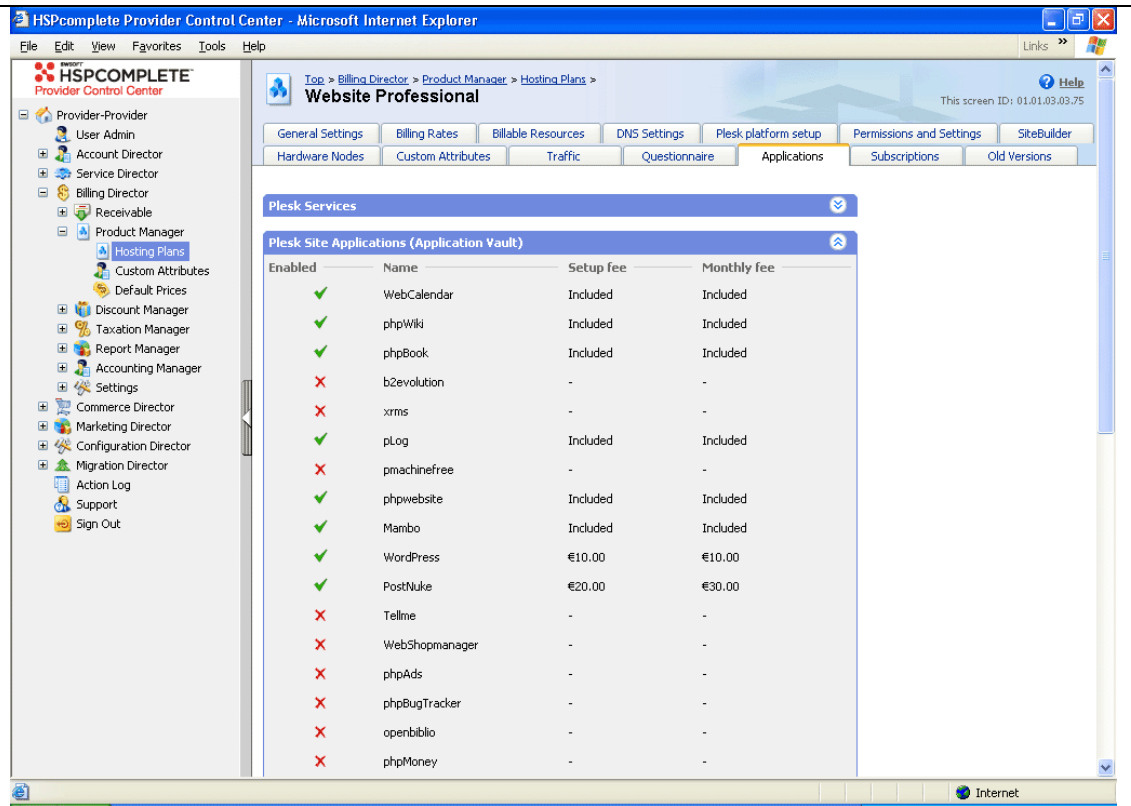 HSPcomplete Provider Control Center - Microsoft Internet Explorer
File Edit View Favorites Tools Help
Links »
SWSOFT
HSPCOMPLETE
Provider Control Center
Provider-Provider
User Admin
Account Director
Service Director
Billing Director
Receivable
Product Manager
Hosting Plans
Custom Attributes
Default Prices
Discount Manager
Taxation Manager
Report Manager
Accounting Manager
Settings
Commerce Director
Marketing Director
Configuration Director
Migration Director
Action Log
Support
Sign Out
Top > Billing Director > Product Manager > Hosting Plans >
Website Professional
Help
This screen ID: 01.01.03.03.75
General Settings Billing Rates Billable Resources DNS Settings Plesk platform setup Permissions and Settings SiteBuilder
Hardware Nodes Custom Attributes Traffic Questionnaire Applications Subscriptions Old Versions
Plesk Services
Plesk Site Applications (Application Vault)
Enabled Name Setup fee Monthly fee
WebCalendar Included Included
phpWiki Included Included
phpBook Included Included
b2evolution - -
xrms - -
pLog Included Included
pmachinefree - -
phpwebsite Included Included
Mambo Included Included
WordPress €10.00 €10.00
PostNuke €20.00 €30.00
Tellme - -
WebShopmanager - -
phpAds - -
phpBugTracker - -
openbiblio - -
phpMoney - -
Internet